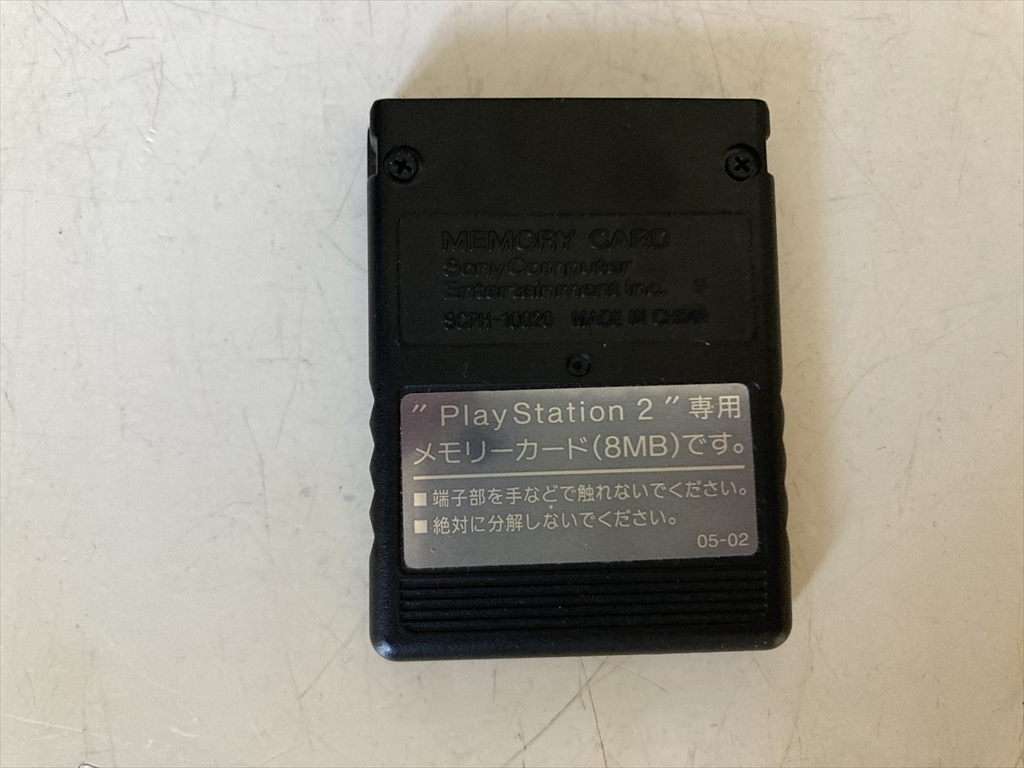 MEMORY CARD
Sony Computer
Entertainment Inc. F
SCPH-10020 MADE IN CHINA
"PlayStation 2"専用
メモリーカード(8MB)です。
■端子部を手などで触れないでください。
■絶対に分解しないでください。
05-02